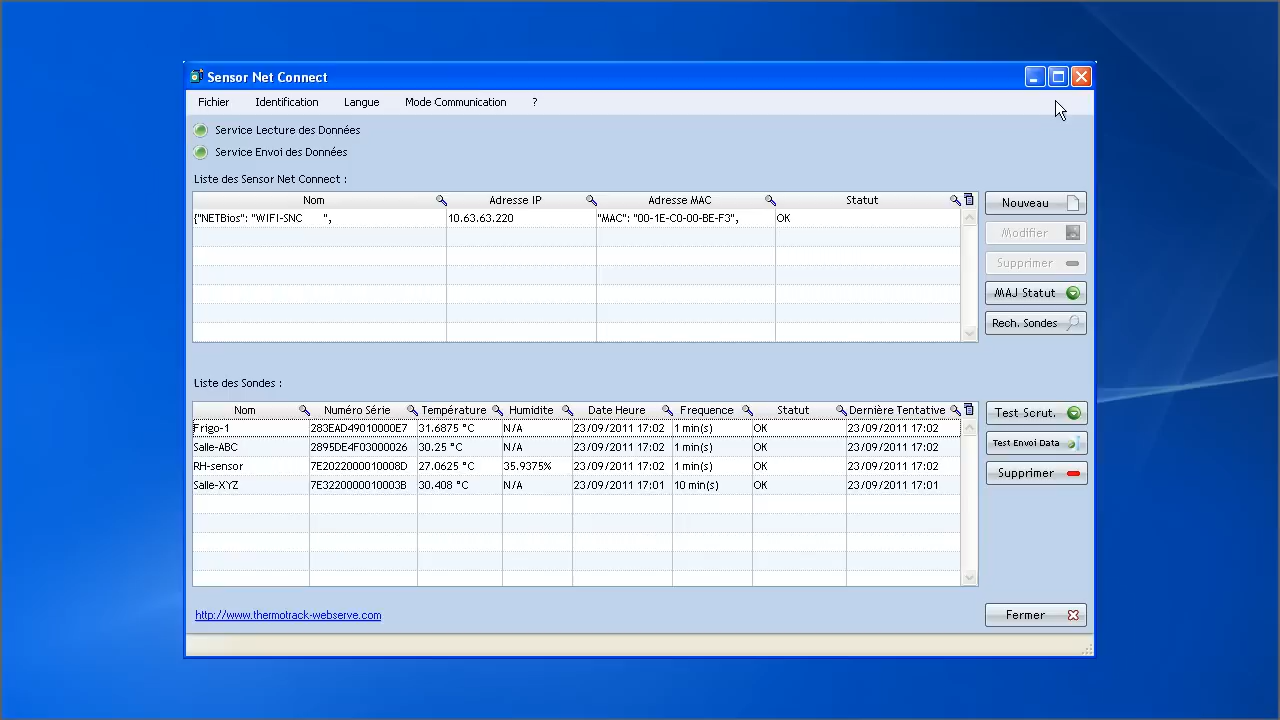 Sensor Net Connect
Fichier Identification Langue Mode Communication ?
Service Lecture des Données
Service Envoi des Données
Liste des Sensor Net Connect :
Nom Adresse IP Adresse MAC Statut
{"NETBios": "WIFI-SNC ", 10.63.63.220 "MAC": "00-1E-C0-00-BE-F3", OK
Nouveau
Modifier
Supprimer
MAJ Statut
Rech. Sondes
Liste des Sondes :
Nom Numéro Série Température Humidite Date Heure Frequence Statut Dernière Tentative
Frigo-1 283EAD49010000E7 31.6875 °C N/A 23/09/2011 17:02 1 min(s) OK 23/09/2011 17:02
Salle-ABC 2895DE4F03000026 30.25 °C N/A 23/09/2011 17:02 1 min(s) OK 23/09/2011 17:02
RH-sensor 7E2022000010008D 27.0625 °C 35.9375% 23/09/2011 17:02 1 min(s) OK 23/09/2011 17:02
Salle-XYZ 7E3220000010003B 30.408 °C N/A 23/09/2011 17:01 10 min(s) OK 23/09/2011 17:01
Test Scrut.
Test Envoi Data
Supprimer
http://www.thermotrack-webserve.com
Fermer